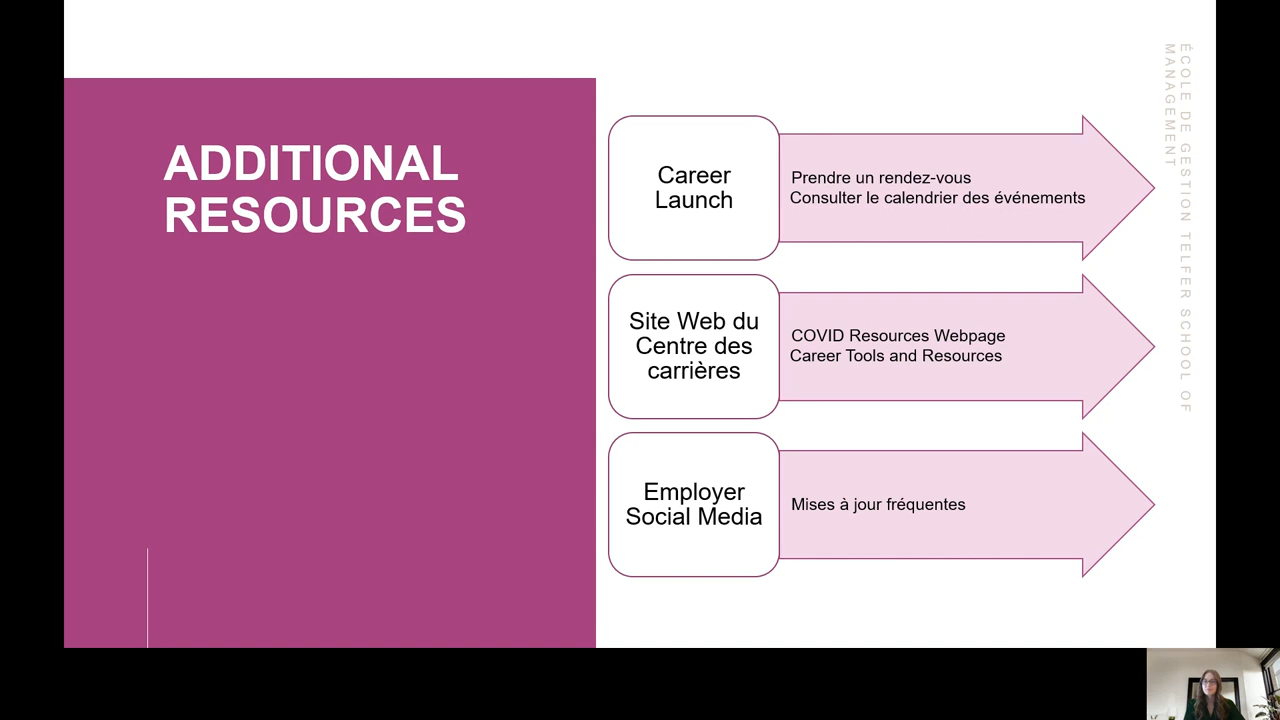 ADDITIONAL
RESOURCES
Career
Launch
Prendre un rendez-vous
Consulter le calendrier des événements
Site Web du
Centre des
carrières
COVID Resources Webpage
Career Tools and Resources
Employer
Social Media
Mises à jour fréquentes
ÉCOLE DE GESTION TELFER SCHOOL OF
MANAGEMENT